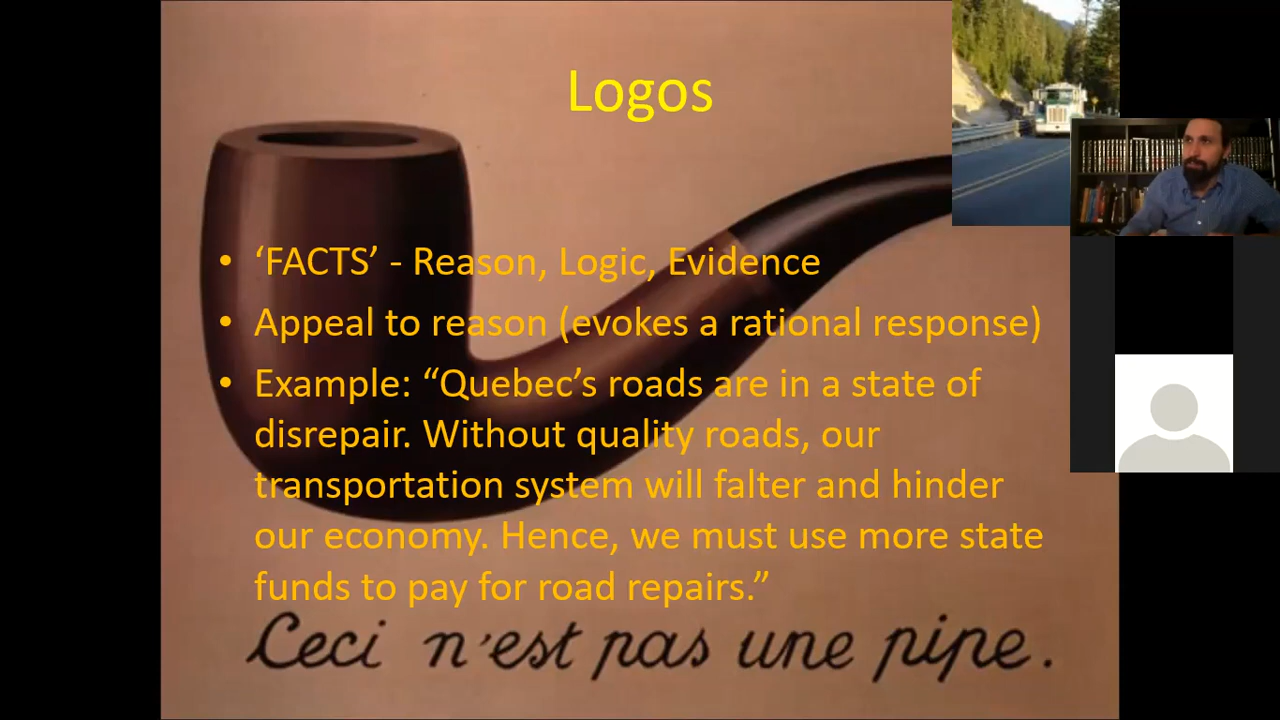 Logos
• ‘FACTS’ - Reason, Logic, Evidence
• Appeal to reason (evokes a rational response)
• Example: “Quebec’s roads are in a state of
disrepair. Without quality roads, our
transportation system will falter and hinder
our economy. Hence, we must use more state
funds to pay for road repairs.”
Ceci n’est pas une pipe.